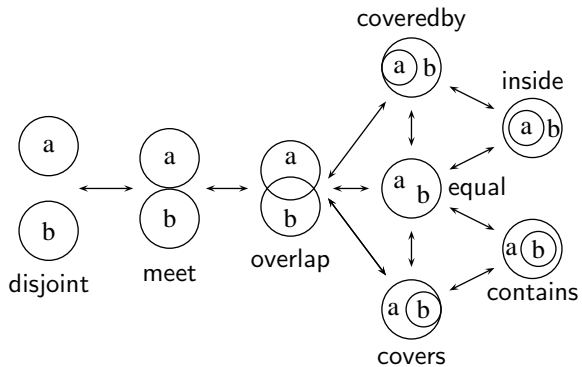 coveredby
a b
inside
a b
a
a
a
a
b
equal
b
b
b
a b
disjoint
meet
overlap
contains
a b
covers